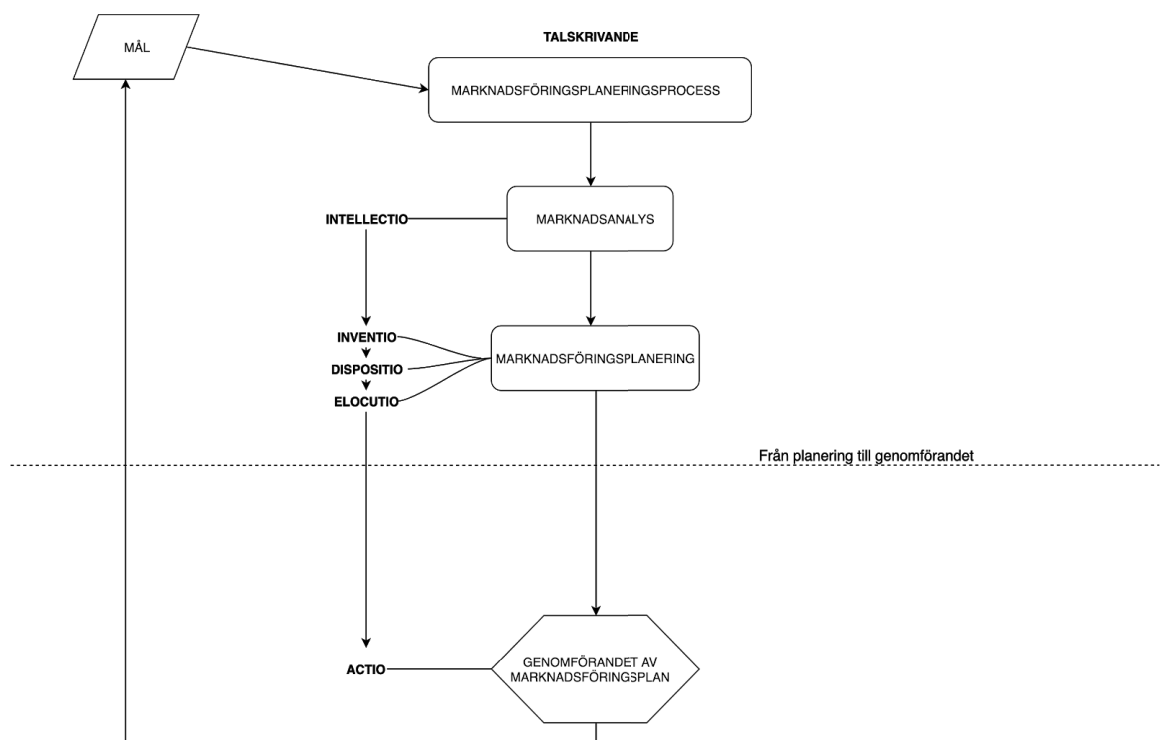 TALSKRIVANDE
MÅL
MARKNADSFÖRINGSPLANERINGSPROCESS
INTELLECTIO
MARKNADSANALYS
INVENTIO
DISPOSITIO
ELOCUTIO
MARKNADSFÖRINGSPLANERING
Från planering till genomförandet
ACTIO
GENOMFÖRANDET AV
MARKNADSFÖRINGSPLAN